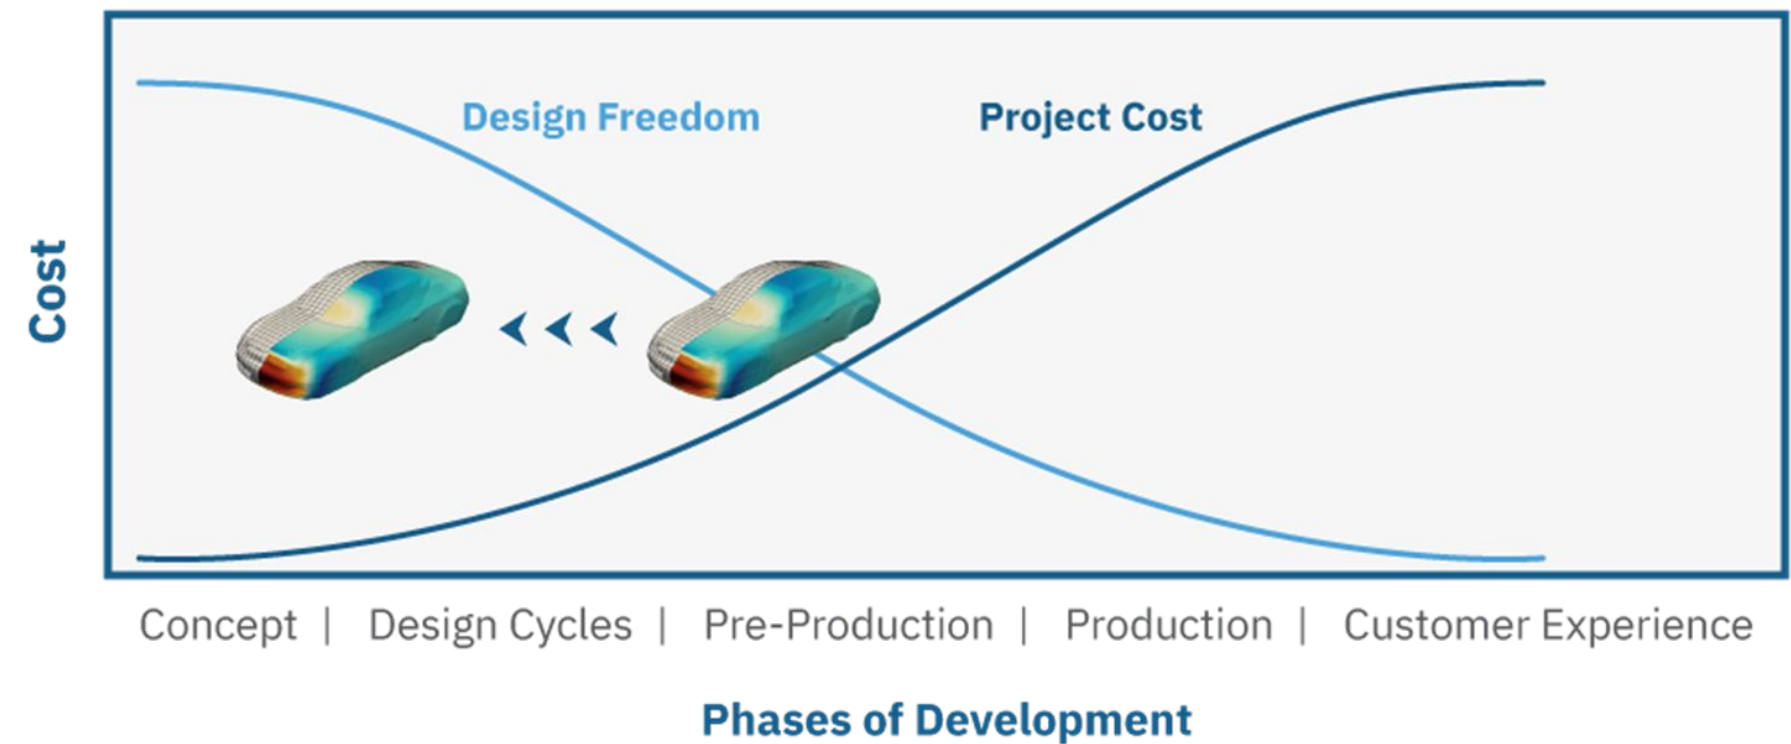 Design Freedom
Project Cost
Cost
Concept | Design Cycles | Pre-Production | Production | Customer Experience
Phases of Development